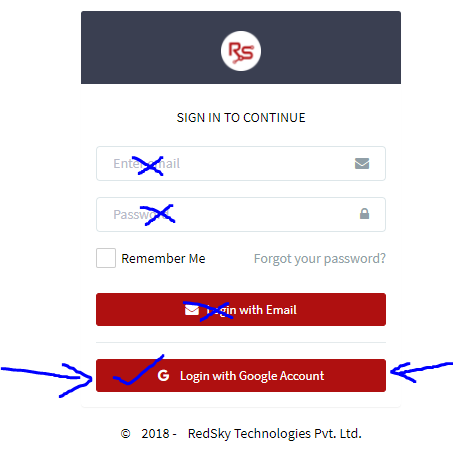 RS
SIGN IN TO CONTINUE
Enter email
Password
Remember Me Forgot your password?
Login with Email
G Login with Google Account
© 2018 - RedSky Technologies Pvt. Ltd.